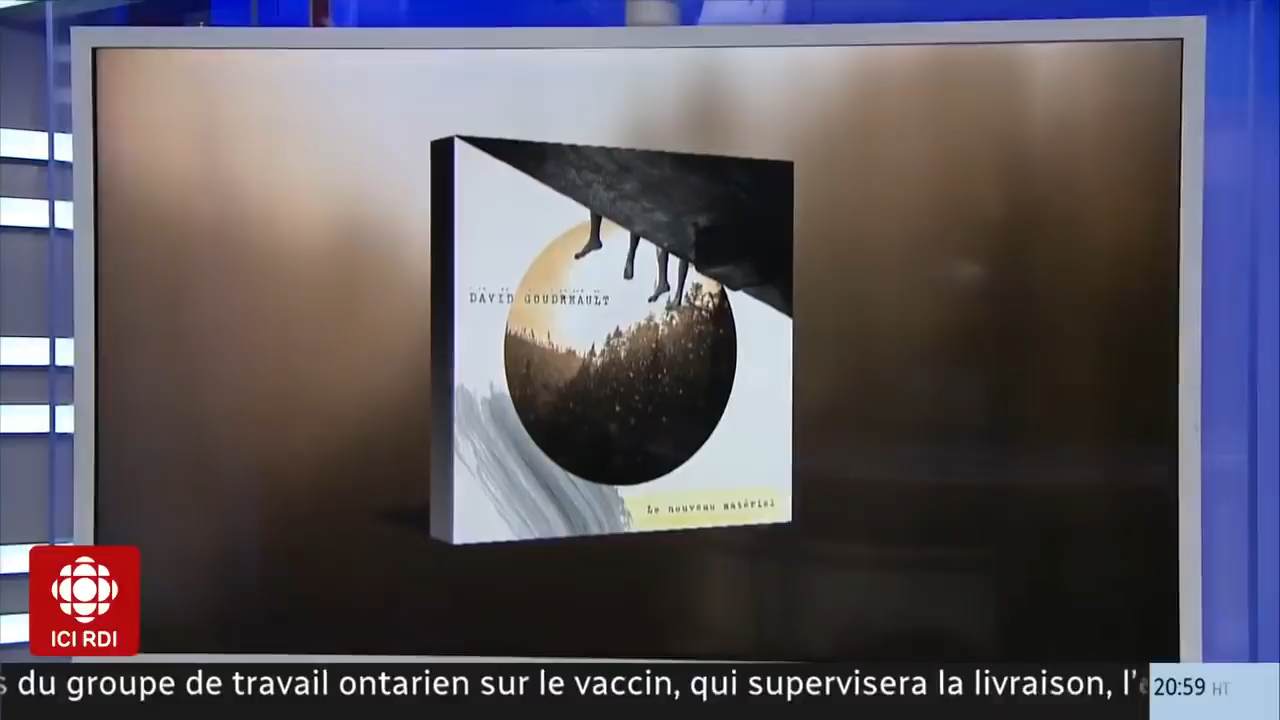 DAVID GOUDREAULT
Le nouveau matériel
ICI RDI
du groupe de travail ontarien sur le vaccin, qui supervisera la livraison, l'
20:59 HT